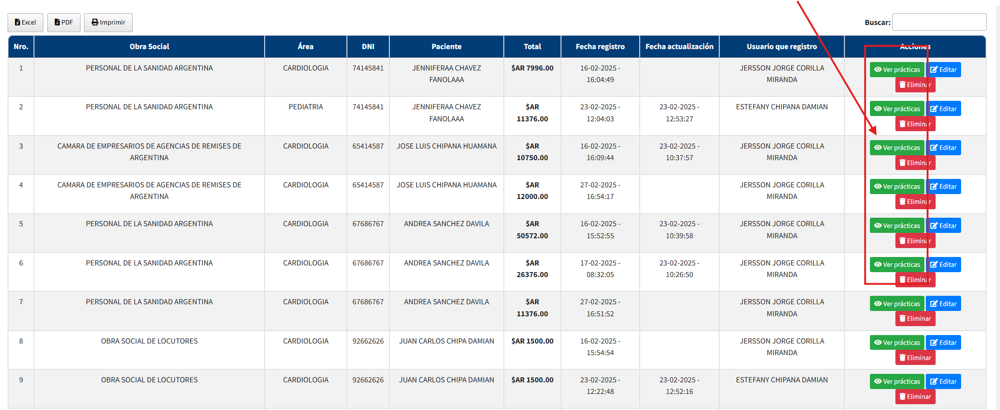 Excel PDF Imprimir Buscar:
Nro. Obra Social Área DNI Paciente Total Fecha registro Fecha actualización Usuario que registro Acciones
1 PERSONAL DE LA SANIDAD ARGENTINA CARDIOLOGIA 74145841 JENNIFERAA CHAVEZ $AR 7996.00 16-02-2025 - JERSSON JORGE CORILLA Ver prácticas Editar
FANOLAAA 16:04:49 MIRANDA Eliminar
2 PERSONAL DE LA SANIDAD ARGENTINA PEDIATRIA 74145841 JENNIFERAA CHAVEZ $AR 23-02-2025 - 23-02-2025 - ESTEFANY CHIPANA DAMIAN Ver prácticas Editar
FANOLAAA 11376.00 12:04:03 12:53:27 Eliminar
3 CAMARA DE EMPRESARIOS DE AGENCIAS DE REMISES DE CARDIOLOGIA 65414587 JOSE LUIS CHIPANA HUAMANA $AR 16-02-2025 - 23-02-2025 - JERSSON JORGE CORILLA Ver prácticas Editar
ARGENTINA 10750.00 16:09:44 10:37:57 MIRANDA Eliminar
4 CAMARA DE EMPRESARIOS DE AGENCIAS DE REMISES DE CARDIOLOGIA 65414587 JOSE LUIS CHIPANA HUAMANA $AR 27-02-2025 - JERSSON JORGE CORILLA Ver prácticas Editar
ARGENTINA 12000.00 16:54:17 MIRANDA Eliminar
5 PERSONAL DE LA SANIDAD ARGENTINA CARDIOLOGIA 67686767 ANDREA SANCHEZ DAVILA $AR 16-02-2025 - 23-02-2025 - JERSSON JORGE CORILLA Ver prácticas Editar
50572.00 15:52:55 10:39:58 MIRANDA Eliminar
6 PERSONAL DE LA SANIDAD ARGENTINA CARDIOLOGIA 67686767 ANDREA SANCHEZ DAVILA $AR 17-02-2025 - 23-02-2025 - JERSSON JORGE CORILLA Ver prácticas Editar
26376.00 08:32:05 10:26:50 MIRANDA Eliminar
7 PERSONAL DE LA SANIDAD ARGENTINA CARDIOLOGIA 67686767 ANDREA SANCHEZ DAVILA $AR 27-02-2025 - JERSSON JORGE CORILLA Ver prácticas Editar
11376.00 16:51:52 MIRANDA Eliminar
8 OBRA SOCIAL DE LOCUTORES CARDIOLOGIA 92662626 JUAN CARLOS CHIPA DAMIAN $AR 1500.00 16-02-2025 - JERSSON JORGE CORILLA Ver prácticas Editar
15:54:54 MIRANDA Eliminar
9 OBRA SOCIAL DE LOCUTORES CARDIOLOGIA 92662626 JUAN CARLOS CHIPA DAMIAN $AR 1500.00 23-02-2025 - 23-02-2025 - ESTEFANY CHIPANA DAMIAN Ver prácticas Editar
12:22:48 12:52:16 Eliminar